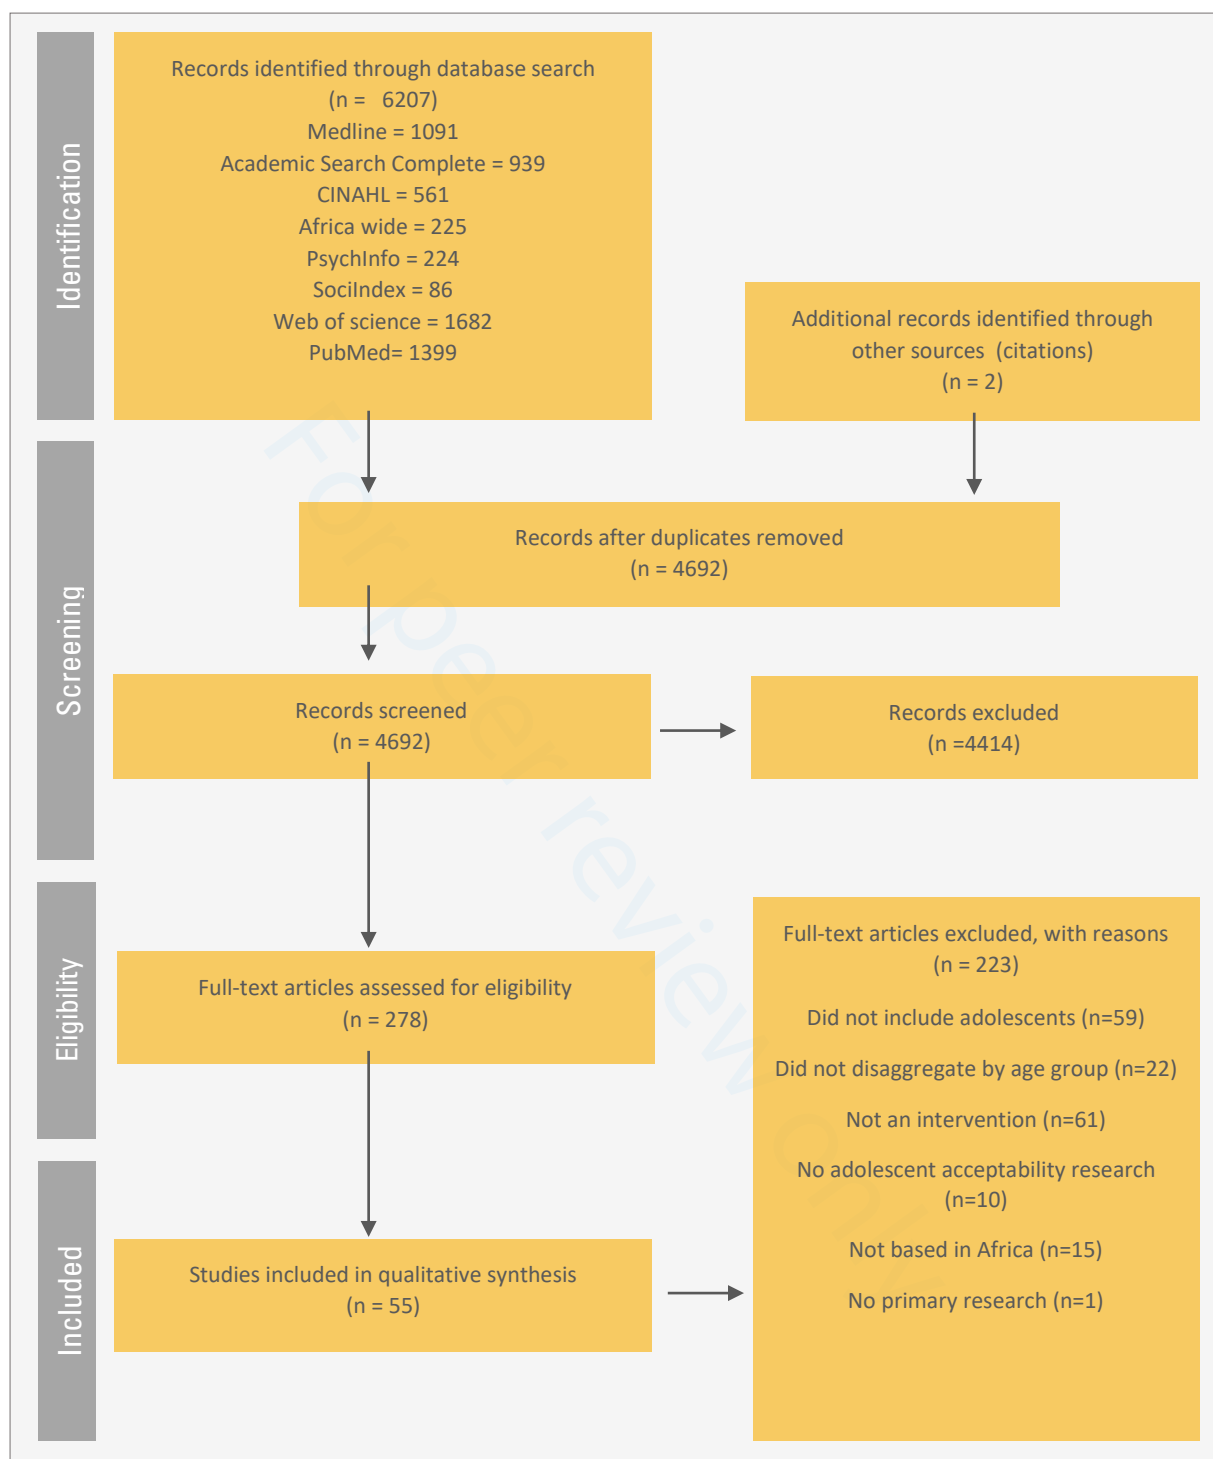 Identification
Records identified through database search
(n = 6207)
Medline = 1091
Academic Search Complete = 939
CINAHL = 561
Africa wide = 225
PsychInfo = 224
SociIndex = 86
Web of science = 1682
PubMed= 1399
Additional records identified through
other sources (citations)
(n = 2)
Screening
Records after duplicates removed
(n = 4692)
Records screened
(n = 4692)
Records excluded
(n =4414)
Eligibility
Full-text articles assessed for eligibility
(n = 278)
Full-text articles excluded, with reasons
(n = 223)
Did not include adolescents (n=59)
Did not disaggregate by age group (n=22)
Not an intervention (n=61)
No adolescent acceptability research
(n=10)
Not based in Africa (n=15)
No primary research (n=1)
Included
Studies included in qualitative synthesis
(n = 55)
For peer review only